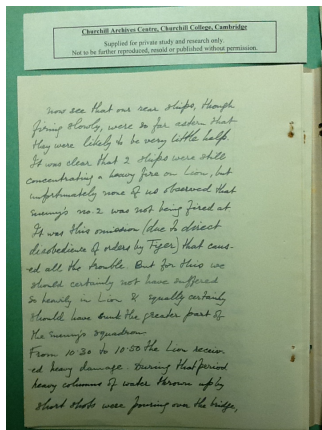 Churchill Archives Centre, Churchill College, Cambridge
Supplied for private study and research only.
Not to be further reproduced, resold or published without permission.
now see that our rear ships, though
firing slowly, were so far astern that
they were likely to be very little help.
It was clear that 2 ships were still
concentrating a heavy fire on Lion, but
unfortunately none of us observed that
enemy's no. 2 was not being fired at
It was this omission (due to direct
disobedience of orders by Tiger) that caus-
ed all the trouble. But for this we
should certainly not have suffered
so heavily in Lion & equally certainly
should have sunk the greater part of
the enemy's squadron
From 10.30 to 10.50 the Lion receiv-
ed heavy damage. During that period
heavy columns of water thrown up by
short shots were pouring over the bridge,